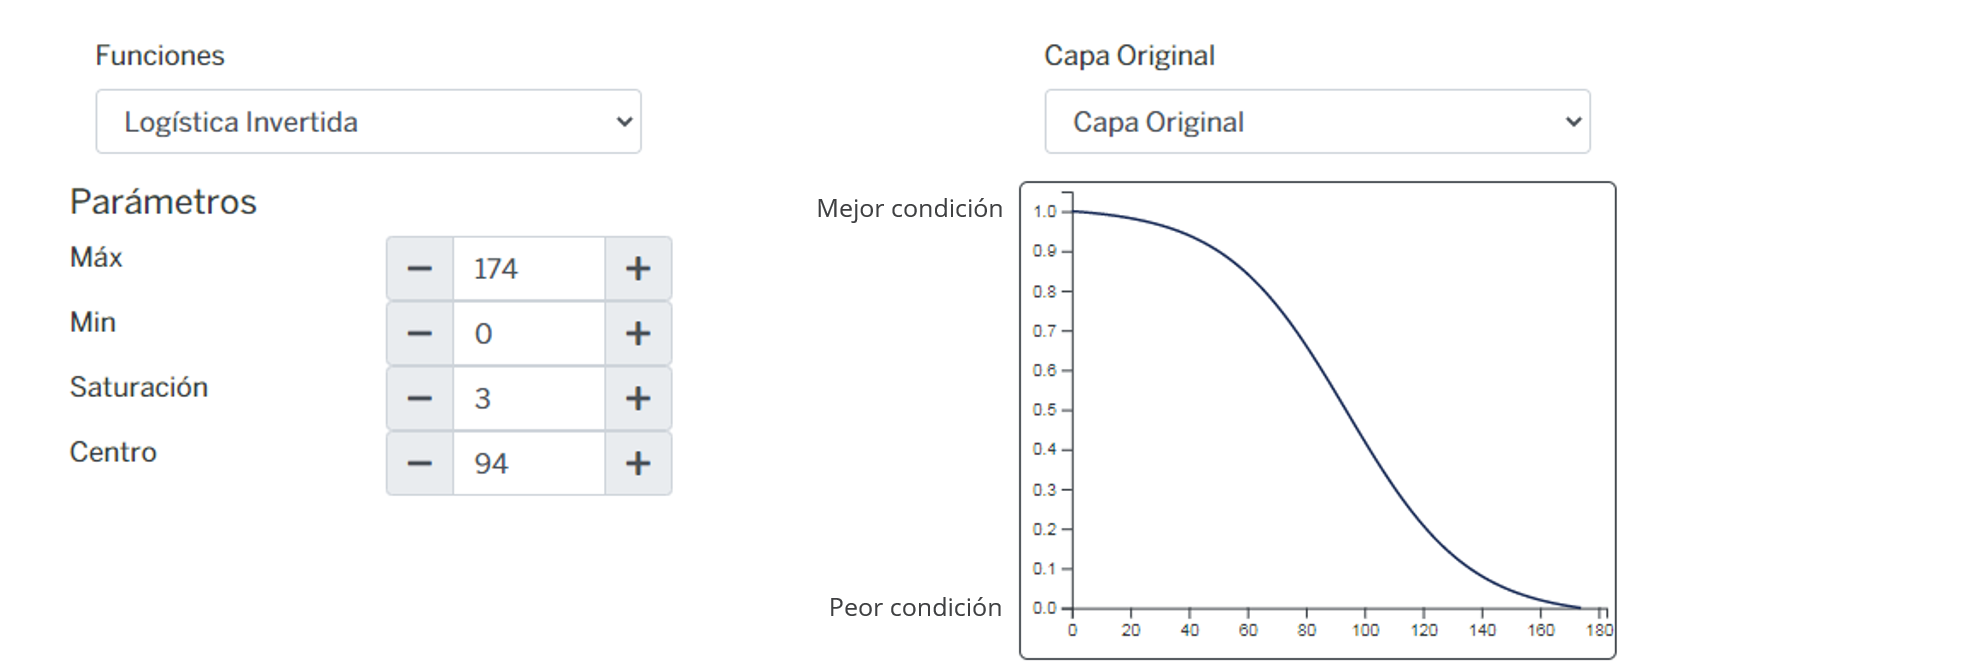 Funciones
Logística Invertida
Parámetros
Máx
174
Min
0
Saturación
3
Centro
94
Capa Original
Capa Original
Mejor condición
Peor condición
1.0
0.9
0.8
0.7
0.6
0.5
0.4
0.3
0.2
0.1
0.0
0 20 40 60 80 100 120 140 160 180